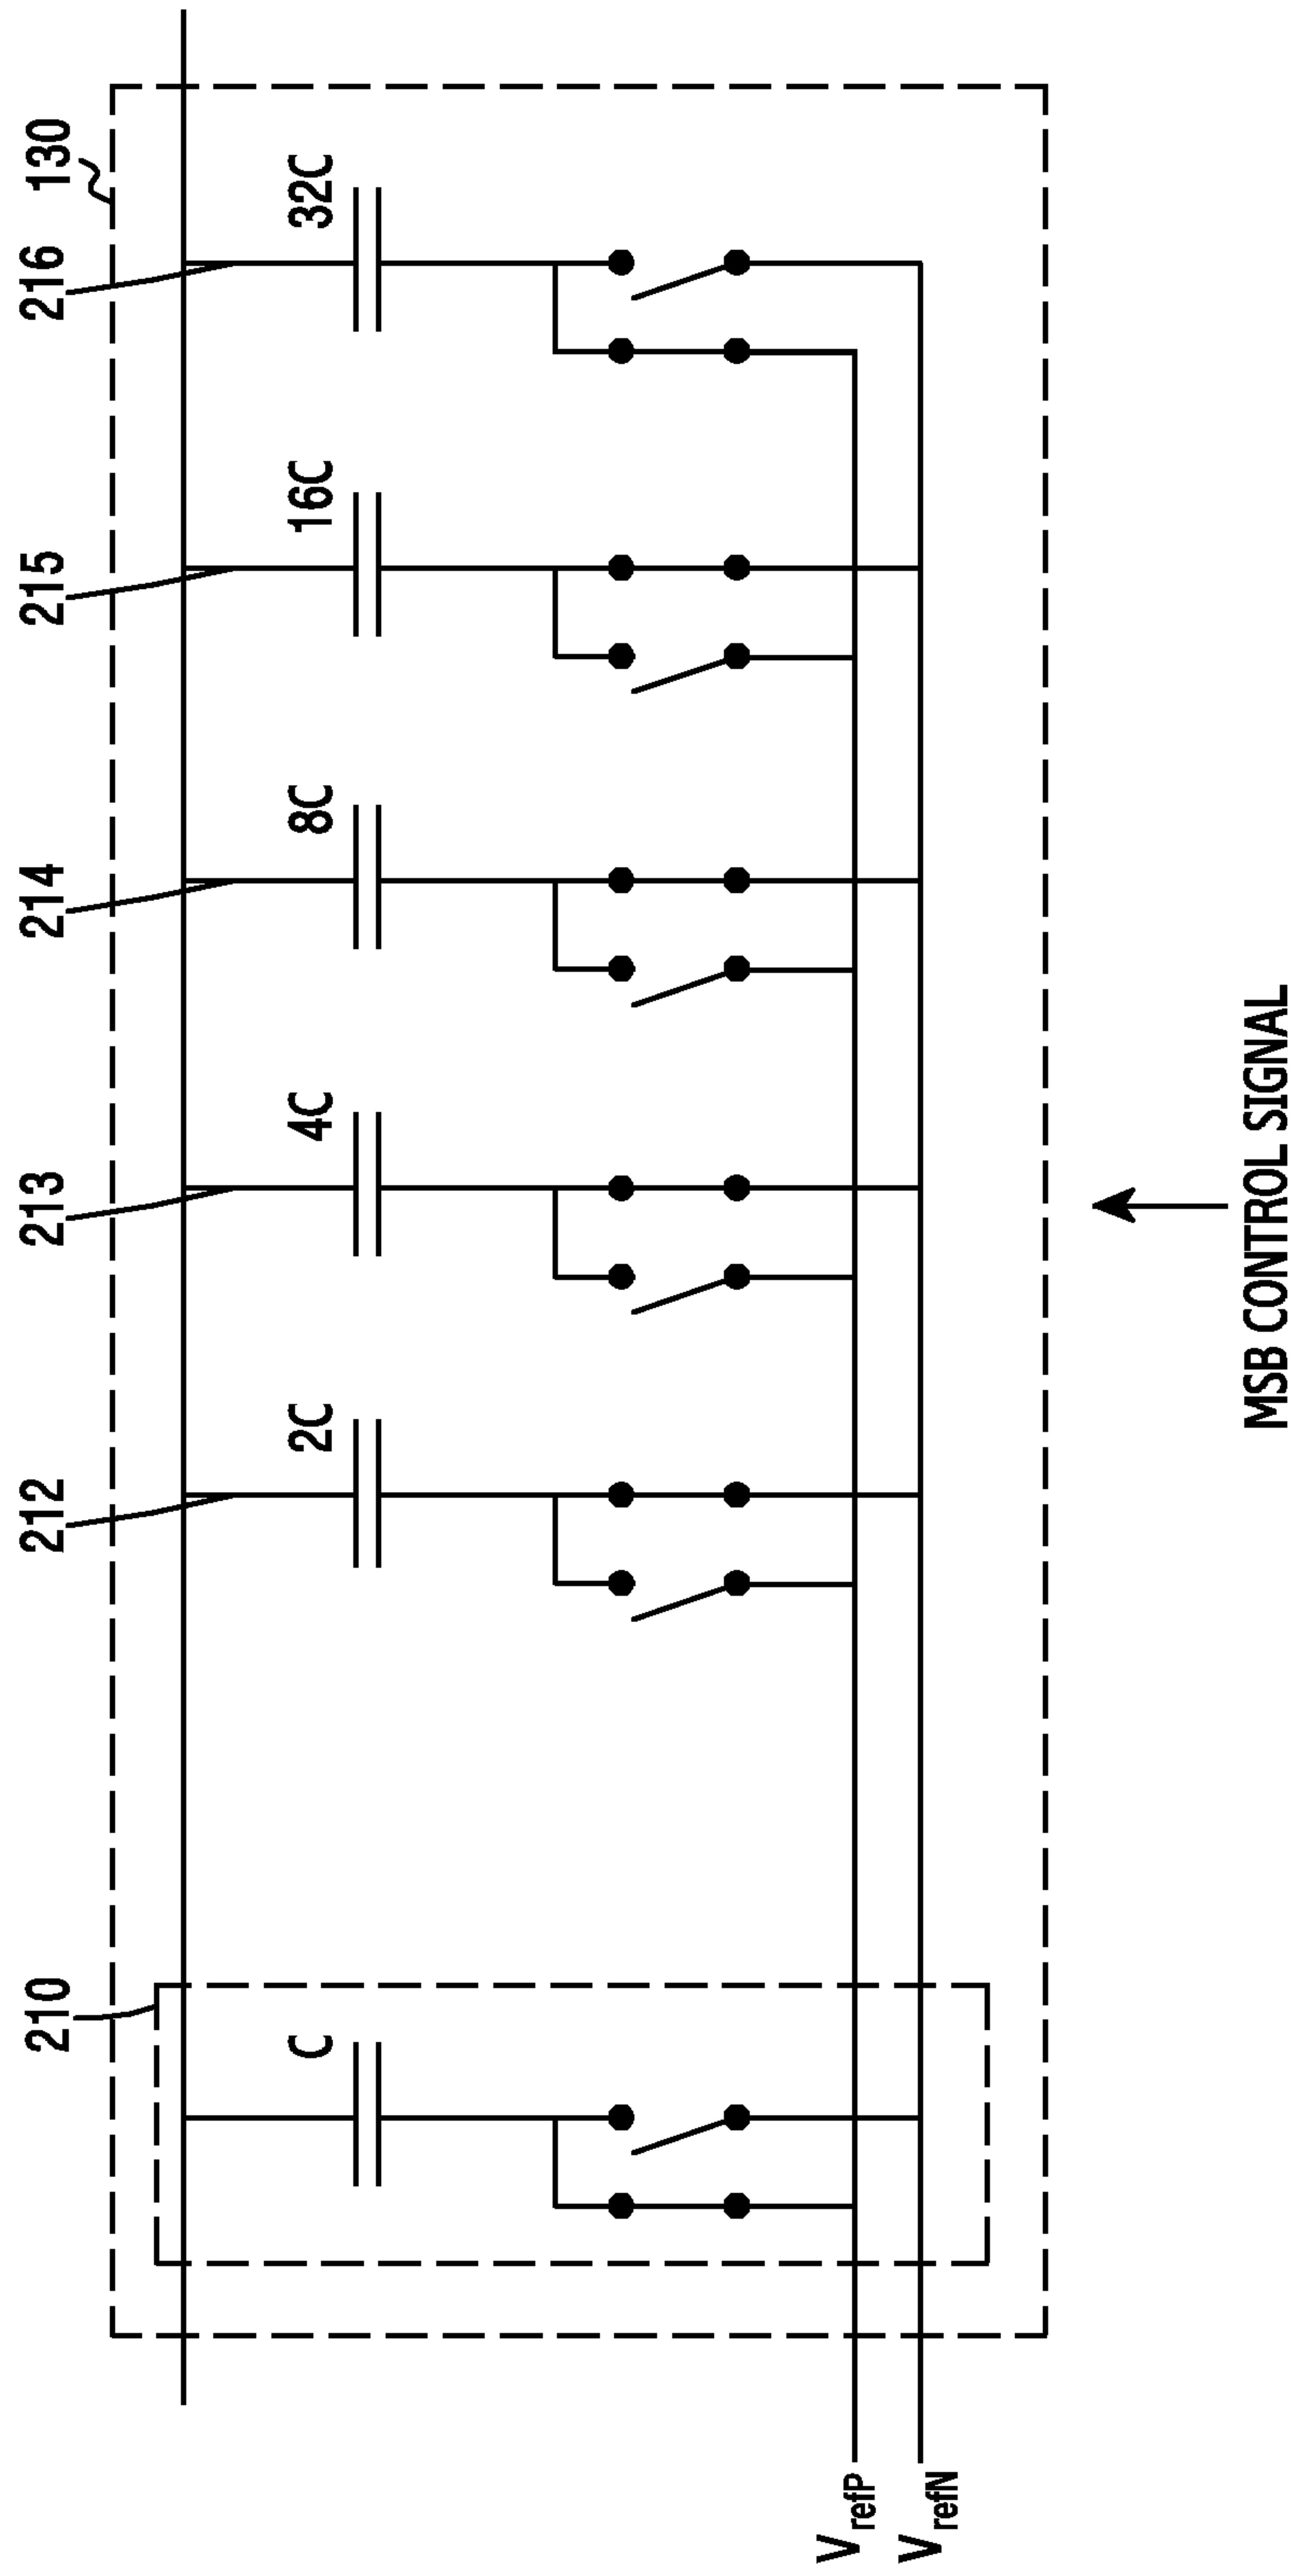 130
210
212
213
214
215
216
C
2C
4C
8C
16C
32C
VrefP
VrefN
MSB CONTROL SIGNAL